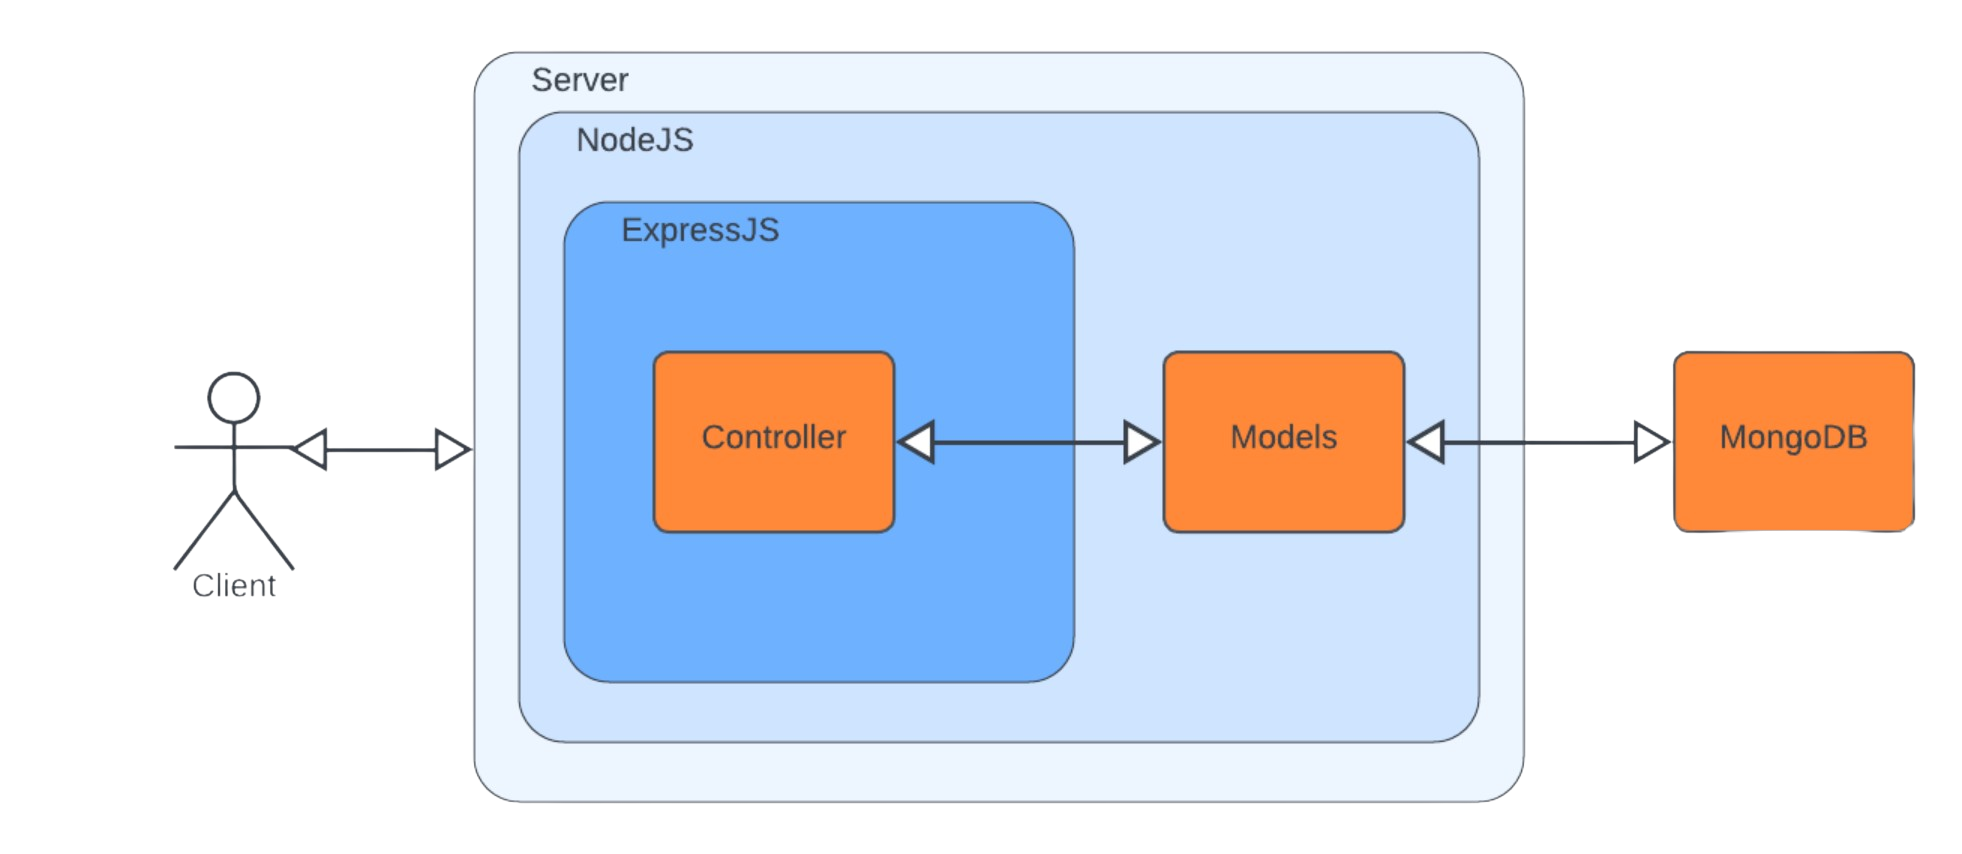 Server
NodeJS
ExpressJS
Controller
Models
MongoDB
Client